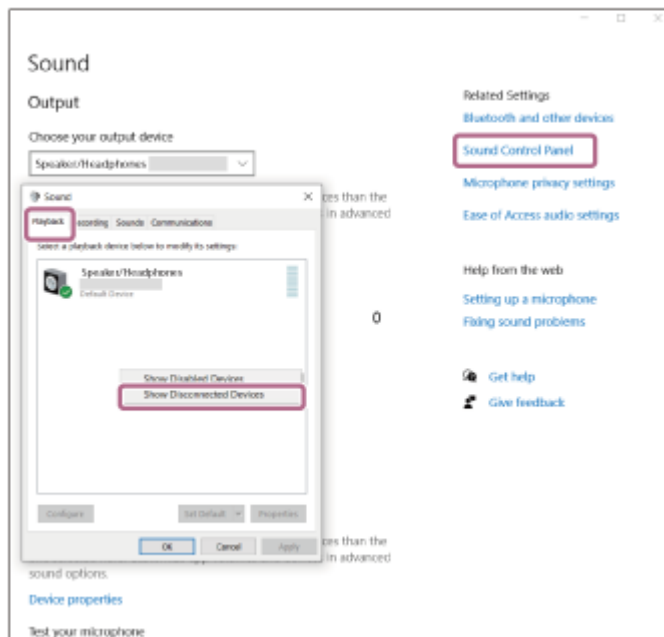 Sound
Output
Choose your output device
Speaker/Headphones
Sound
Playback
Recording
Sounds
Communications
Select a playback device below to modify its settings:
Speaker/Headphones
Default Device
Show Disabled Devices
Show Disconnected Devices
Configure
Set Default
Properties
OK
Cancel
Apply
ces than the
in advanced
0
ces than the
in advanced
sound options.
Device properties
Test your microphone
Related Settings
Bluetooth and other devices
Sound Control Panel
Microphone privacy settings
Ease of Access audio settings
Help from the web
Setting up a microphone
Fixing sound problems
Get help
Give feedback